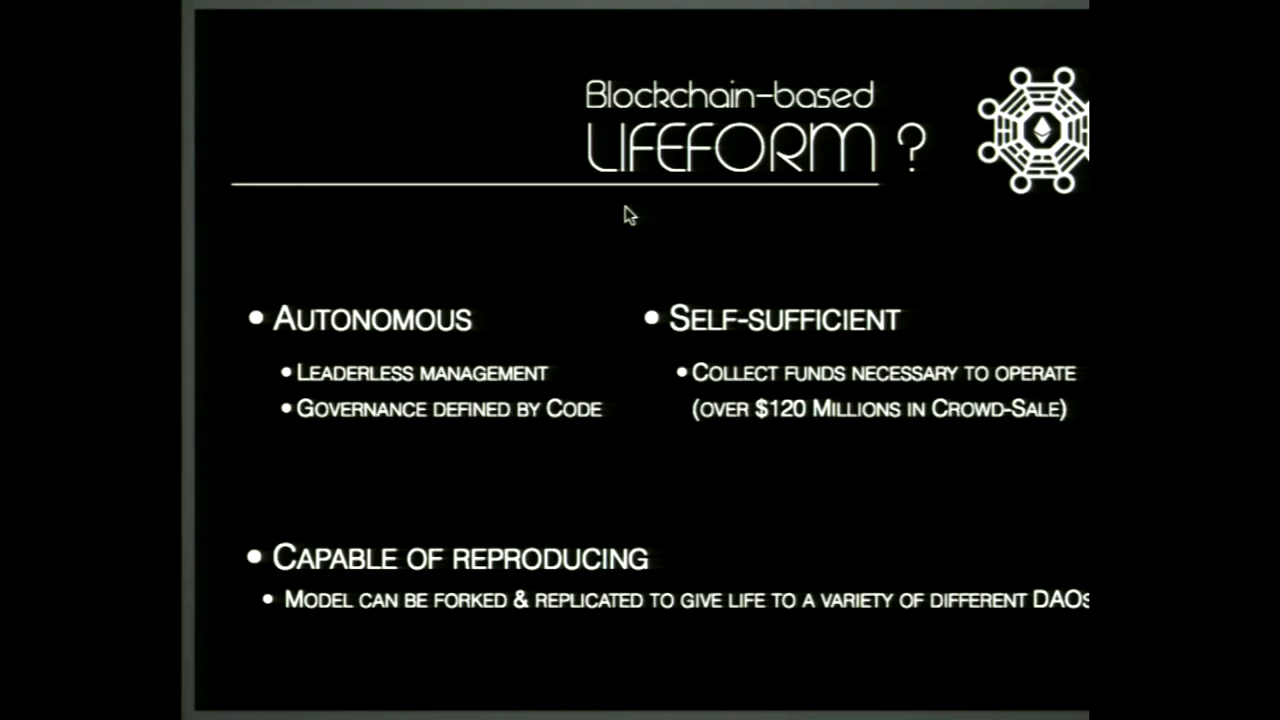 Blockchain-based
LIFEFORM ?
• AUTONOMOUS
• LEADERLESS MANAGEMENT
• GOVERNANCE DEFINED BY CODE
• SELF-SUFFICIENT
• COLLECT FUNDS NECESSARY TO OPERATE
(OVER $120 MILLIONS IN CROWD-SALE)
• CAPABLE OF REPRODUCING
• MODEL CAN BE FORKED & REPLICATED TO GIVE LIFE TO A VARIETY OF DIFFERENT DAOs